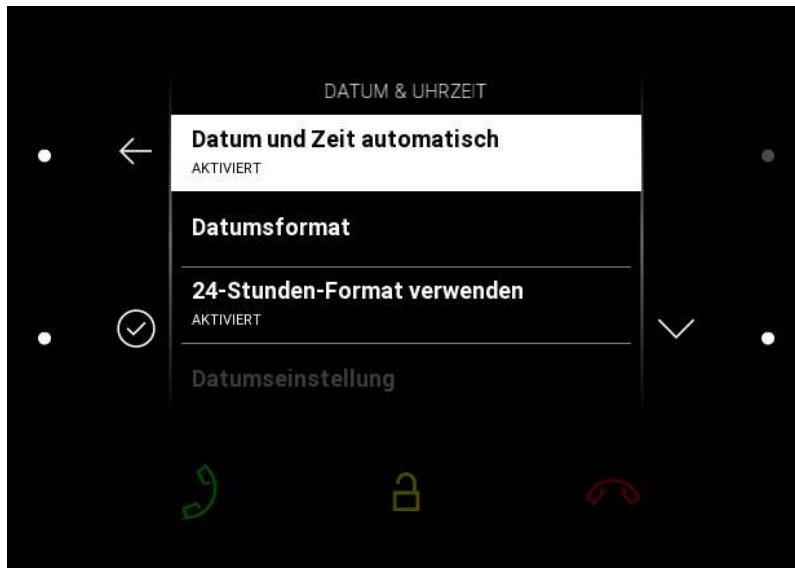 DATUM & UHRZEIT
Datum und Zeit automatisch
AKTIVIERT
Datumsformat
24-Stunden-Format verwenden
AKTIVIERT
Datumseinstellung